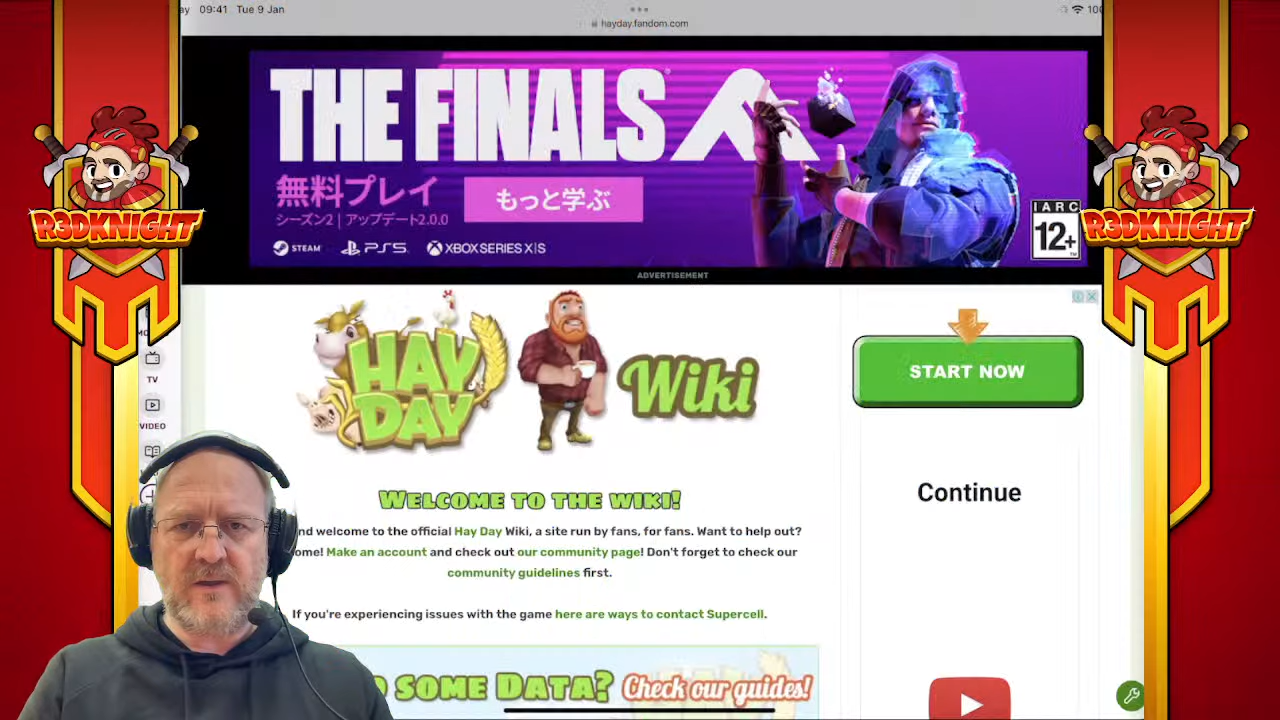 ay 09:41 Tue 9 Jan
hayday.fandom.com
100
THE FINALS
無料プレイ
もっと学ぶ
シーズン2 | アップデート2.0.0
STEAM PS5 XBOX SERIES X|S
IARC
12+
ADVERTISEMENT
R3DKNIGHT
R3DKNIGHT
MO
TV
VIDEO
HAY
DAY
Wiki
START NOW
Continue
WELCOME TO THE WIKI!
nd welcome to the official Hay Day Wiki, a site run by fans, for fans. Want to help out?
ome! Make an account and check out our community page! Don't forget to check our
community guidelines first.
If you're experiencing issues with the game here are ways to contact Supercell.
SOME DATA? Check our guides!